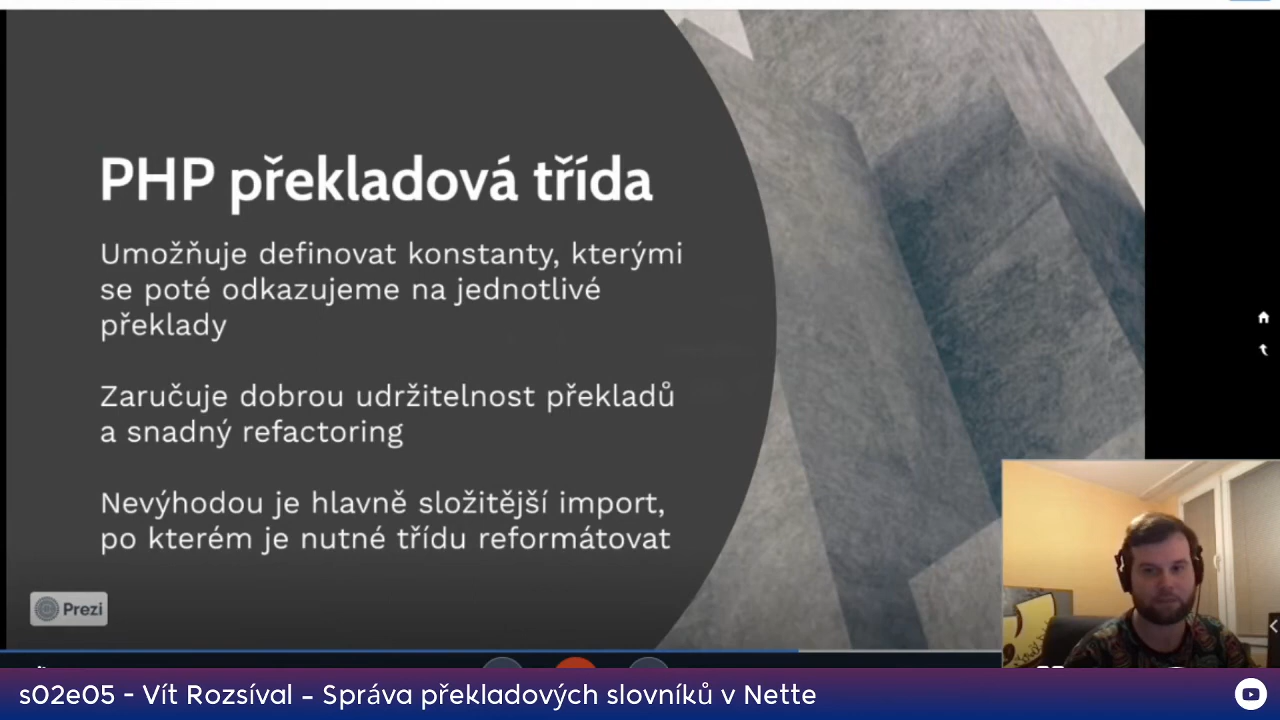 PHP překladová třída
Umožňuje definovat konstanty, kterými
se poté odkazujeme na jednotlivé
překlady
Zaručuje dobrou udržitelnost překladů
a snadný refactoring
Nevýhodou je hlavně složitější import,
po kterém je nutné třídu reformátovat
Prezi
s02e05 - Vít Rozsíval - Správa překladových slovníků v Nette